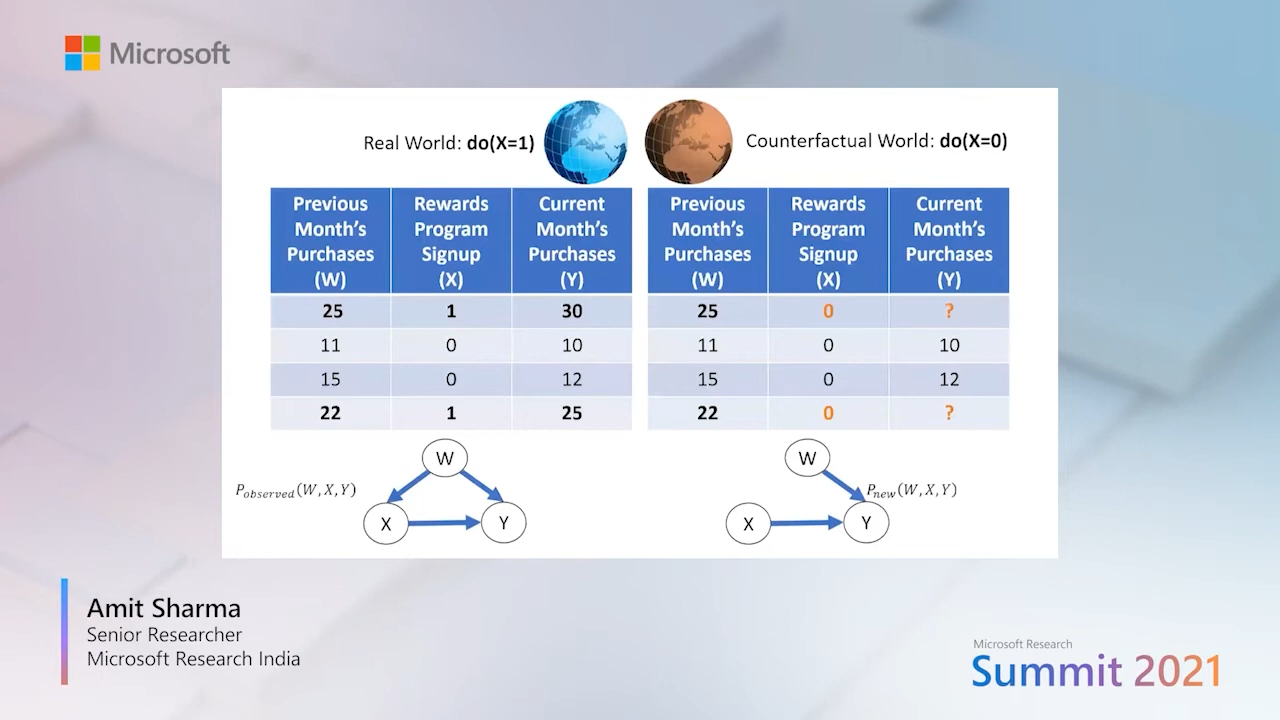 Microsoft
Real World: do(X=1)
Counterfactual World: do(X=0)
Previous Month's Purchases (W) Rewards Program Signup (X) Current Month's Purchases (Y)
25 1 30
11 0 10
15 0 12
22 1 25
Previous Month's Purchases (W) Rewards Program Signup (X) Current Month's Purchases (Y)
25 0 ?
11 0 10
15 0 12
22 0 ?
W
P_observed(W,X,Y)
X
Y
W
P_new(W,X,Y)
X
Y
Amit Sharma
Senior Researcher
Microsoft Research India
Microsoft Research
Summit 2021